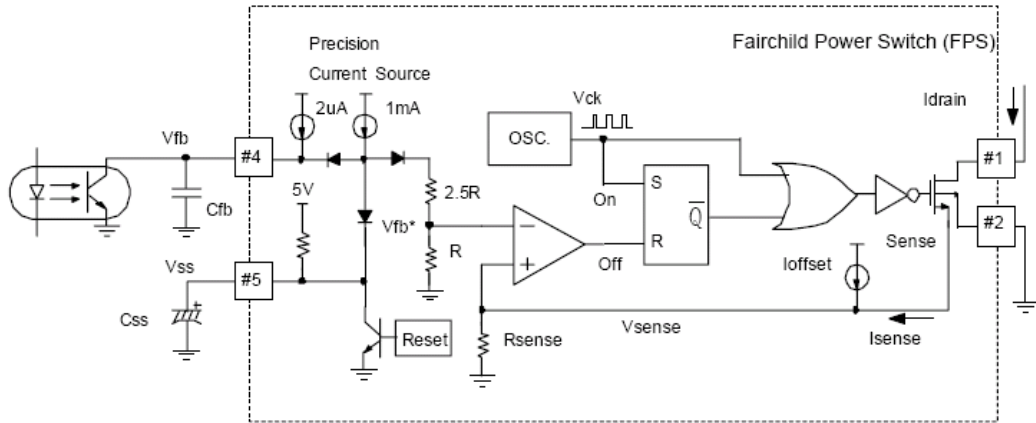 Fairchild Power Switch (FPS)
Precision
Current Source
2uA
1mA
Vck
Idrain
OSC.
Vfb
#4
#1
5V
2.5R
On
S
Q
R
Cfb
Vfb*
R
−
+
Off
Sense
#2
Vss
#5
Ioffset
Css
+
Reset
Rsense
Vsense
Isense